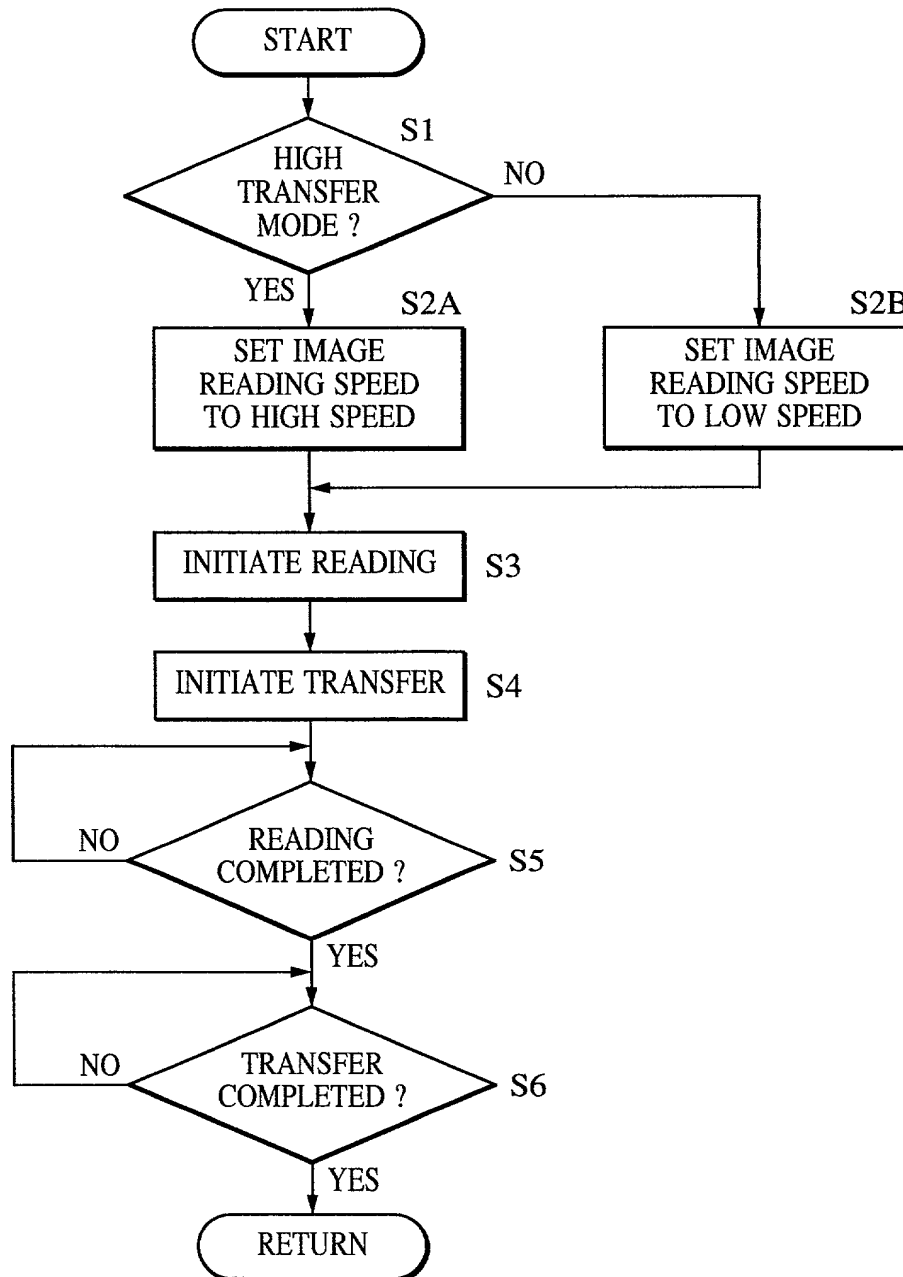 START
S1
HIGH
TRANSFER
MODE ?
NO
YES
S2A
S2B
SET IMAGE
READING SPEED
TO HIGH SPEED
SET IMAGE
READING SPEED
TO LOW SPEED
INITIATE READING
S3
INITIATE TRANSFER
S4
READING
COMPLETED ?
NO
S5
YES
TRANSFER
COMPLETED ?
NO
S6
YES
RETURN